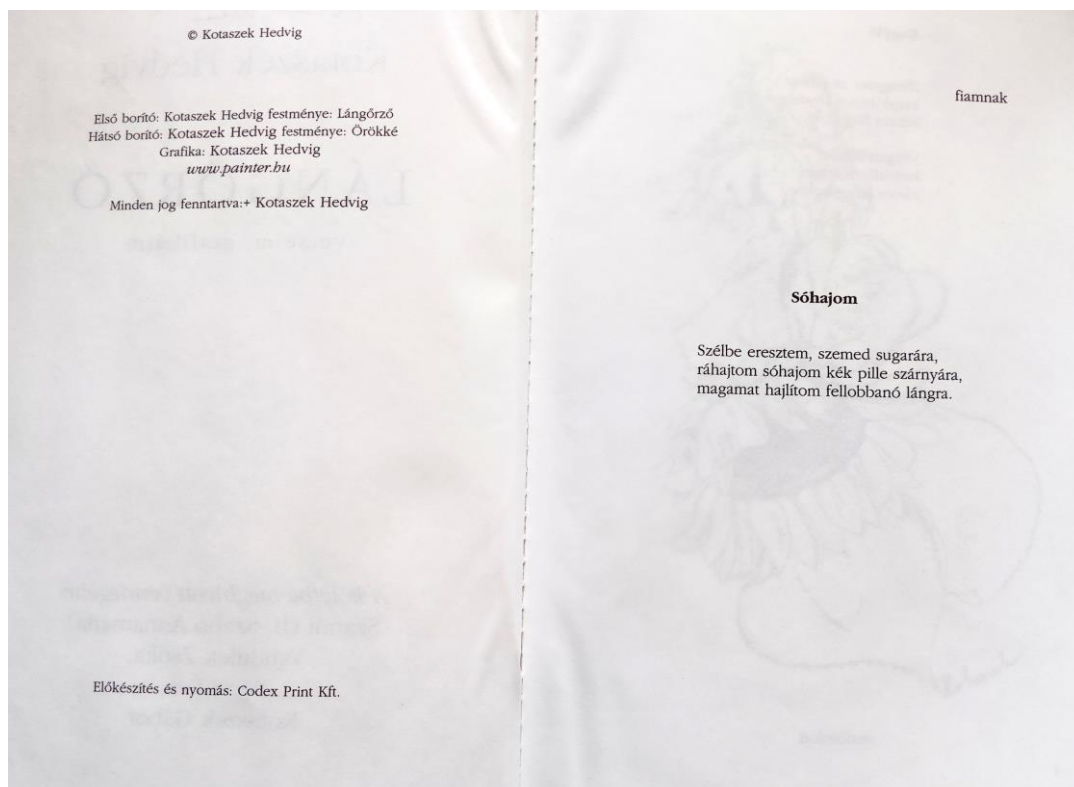 © Kotaszek Hedvig
Első borító: Kotaszek Hedvig festménye: Lángőrző
Hátsó borító: Kotaszek Hedvig festménye: Örökké
Grafika: Kotaszek Hedvig
www.painter.hu
Minden jog fenntartva:+ Kotaszek Hedvig
Előkészítés és nyomás: Codex Print Kft.
fiamnak
Sóhajom
Szélbe eresztem, szemed sugarára,
ráhajtom sóhajom kék pille szárnyára,
magamat hajlítom fellobbanó lángra.